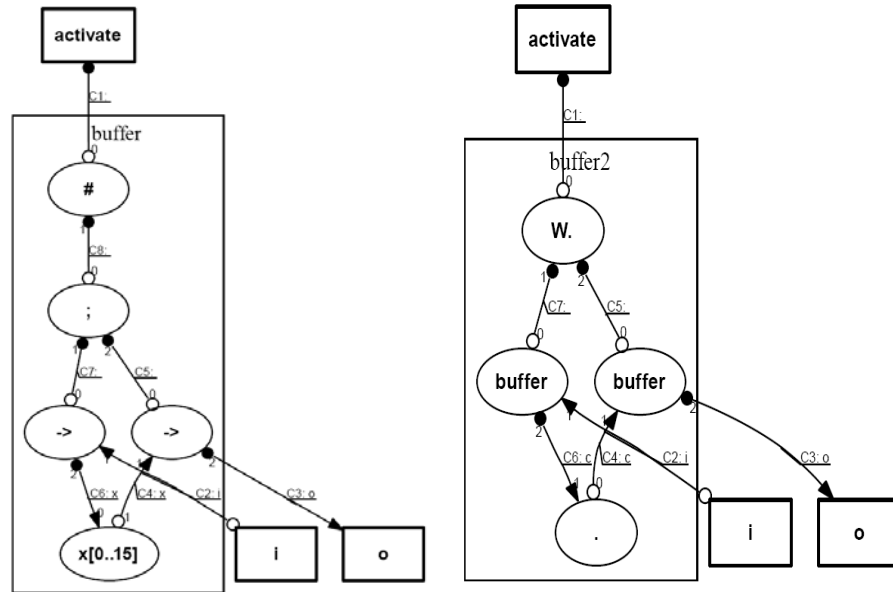 activate
C1:
0
buffer
#
1
C8:
0
;
1
2
C7:
C5:
0
0
->
->
1
1
2
2
C6: x
C4: x
C2: i
C3: o
0
1
x[0..15]
i
o
activate
C1:
0
buffer2
W.
1
2
C7:
C5:
0
0
buffer
buffer
1
1
2
2
C6: c
C4: c
C2: i
C3: o
1
0
.
i
o